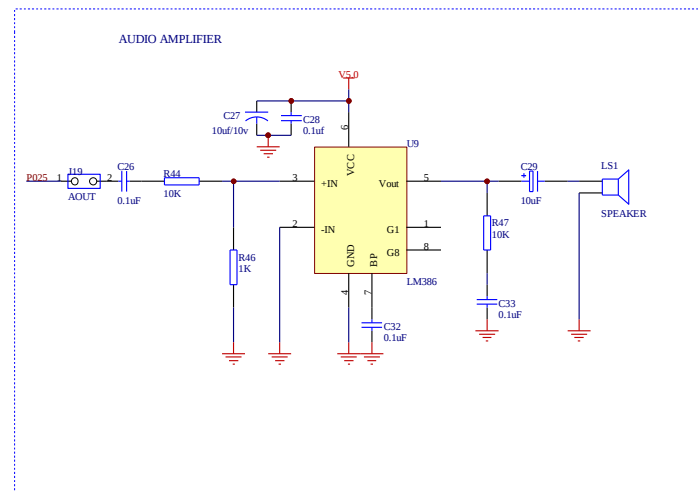 AUDIO AMPLIFIER
V5.0
C27
10uf/10v
C28
0.1uf
6
U9
P025
1
J19
2
AOUT
C26
0.1uF
R44
10K
3
+IN
VCC
Vout
5
C29
+
10uF
LS1
SPEAKER
2
-IN
G1
1
R47
10K
R46
1K
GND
BP
G8
8
LM386
4
7
C32
0.1uF
C33
0.1uF